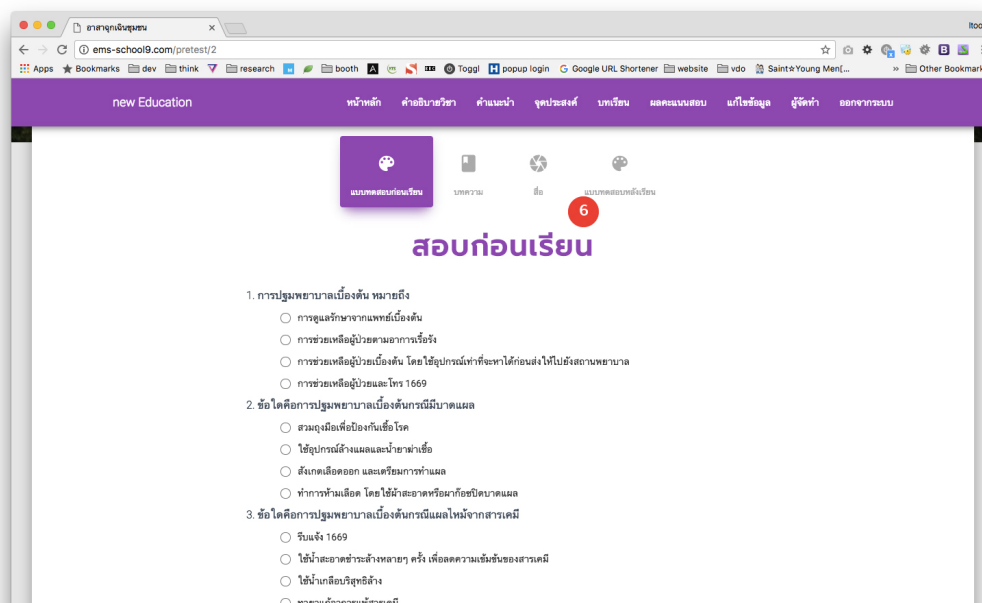 อาสาฉุกเฉินชุมชน
ems-school9.com/pretest/2
Apps Bookmarks dev think research booth Toggl popup login Google URL Shortener website vdo Saint☆Young Men[... » Other Bookmark
new Education หน้าหลัก คำอธิบายวิชา คำแนะนำ จุดประสงค์ บทเรียน ผลคะแนนสอบ แก้ไขข้อมูล ผู้จัดทำ ออกจากระบบ
แบบทดสอบก่อนเรียน บทความ สื่อ แบบทดสอบหลังเรียน
6
สอบก่อนเรียน
1. การปฐมพยาบาลเบื้องต้น หมายถึง
การดูแลรักษาจากแพทย์เบื้องต้น
การช่วยเหลือผู้ป่วยตามอาการเรื้อรัง
การช่วยเหลือผู้ป่วยเบื้องต้น โดยใช้อุปกรณ์เท่าที่จะหาได้ก่อนส่งให้ไปยังสถานพยาบาล
การช่วยเหลือผู้ป่วยและโทร 1669
2. ข้อใดคือการปฐมพยาบาลเบื้องต้นกรณีมีบาดแผล
สวมถุงมือเพื่อป้องกันเชื้อโรค
ใช้อุปกรณ์ล้างแผลและน้ำยาฆ่าเชื้อ
สังเกตเลือดออก และเตรียมการทำแผล
ทำการห้ามเลือด โดยใช้ผ้าสะอาดหรือผาก๊อซปิดบาดแผล
3. ข้อใดคือการปฐมพยาบาลเบื้องต้นกรณีแผลไหม้จากสารเคมี
รีบแจ้ง 1669
ใช้น้ำสะอาดชำระล้างหลายๆ ครั้ง เพื่อลดความเข้มข้นของสารเคมี
ใช้น้ำเกลือบริสุทธิล้าง